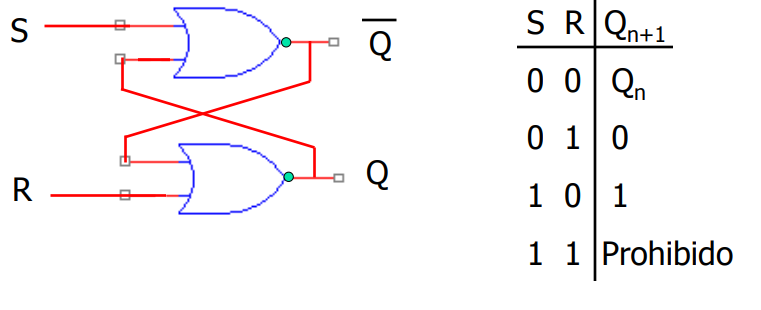 S
Q̅
Q
R
S R Qn+1
0 0 Qn
0 1 0
1 0 1
1 1 Prohibido